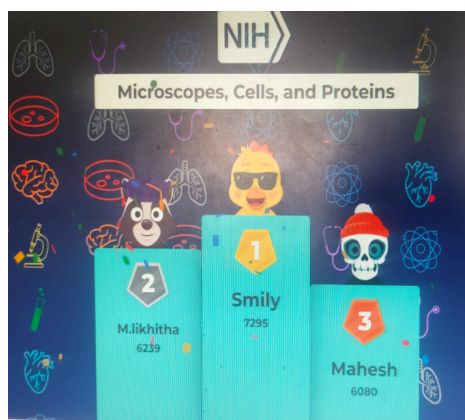 NIH
Microscopes, Cells, and Proteins
1
Smily
7295
2
M.likhitha
6239
3
Mahesh
6080